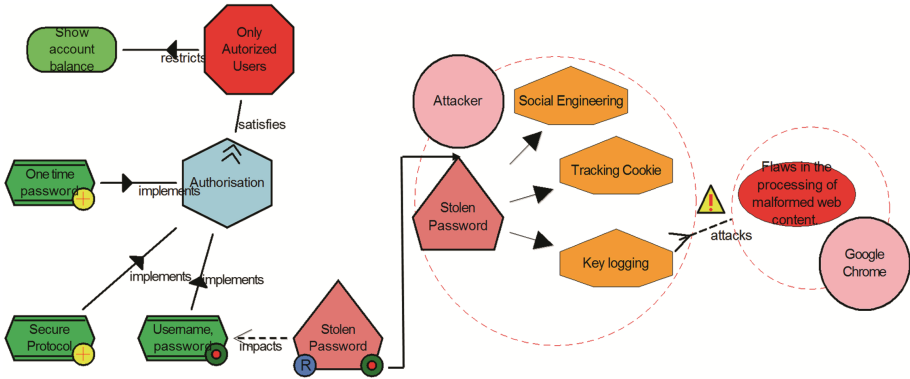 Show
account
balance
restricts
Only
Autorized
Users
satisfies
One time
password
implements
Authorisation
implements
implements
Secure
Protocol
Username,
password
impacts
Stolen
Password
R
Attacker
Stolen
Password
Social Engineering
Tracking Cookie
Key logging
!
attacks
Flaws in the
processing of
malformed web
content.
Google
Chrome